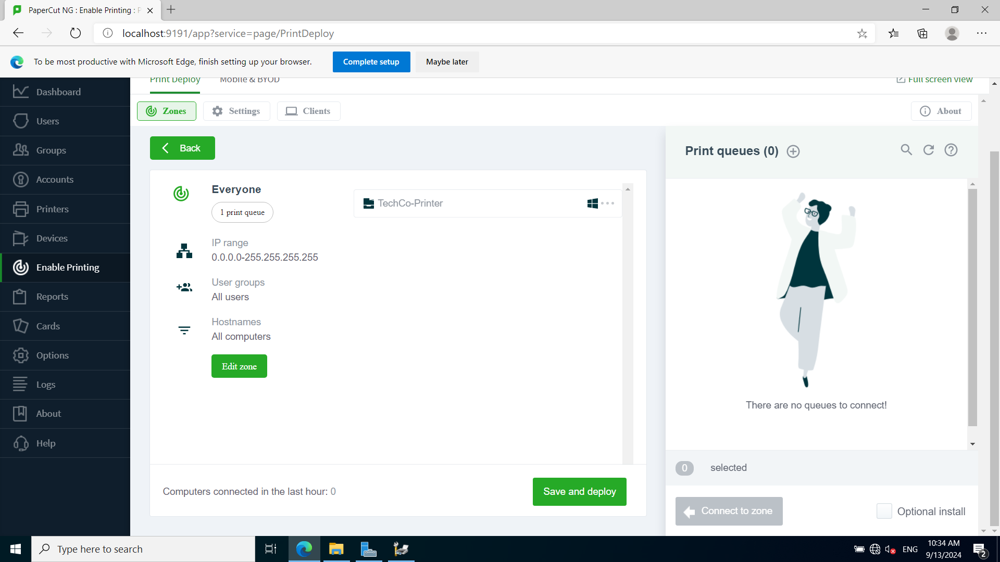 PaperCut NG : Enable Printing : P
localhost:9191/app?service=page/PrintDeploy
To be most productive with Microsoft Edge, finish setting up your browser.
Complete setup
Maybe later
Dashboard
Users
Groups
Accounts
Printers
Devices
Enable Printing
Reports
Cards
Options
Logs
About
Help
Print Deploy
Mobile & BYOD
Full screen view
Zones
Settings
Clients
About
Back
Everyone
1 print queue
IP range
0.0.0.0-255.255.255.255
User groups
All users
Hostnames
All computers
Edit zone
TechCo-Printer
Computers connected in the last hour: 0
Save and deploy
Print queues (0)
There are no queues to connect!
0 selected
Connect to zone
Optional install
Type here to search
ENG
10:34 AM
9/13/2024
2